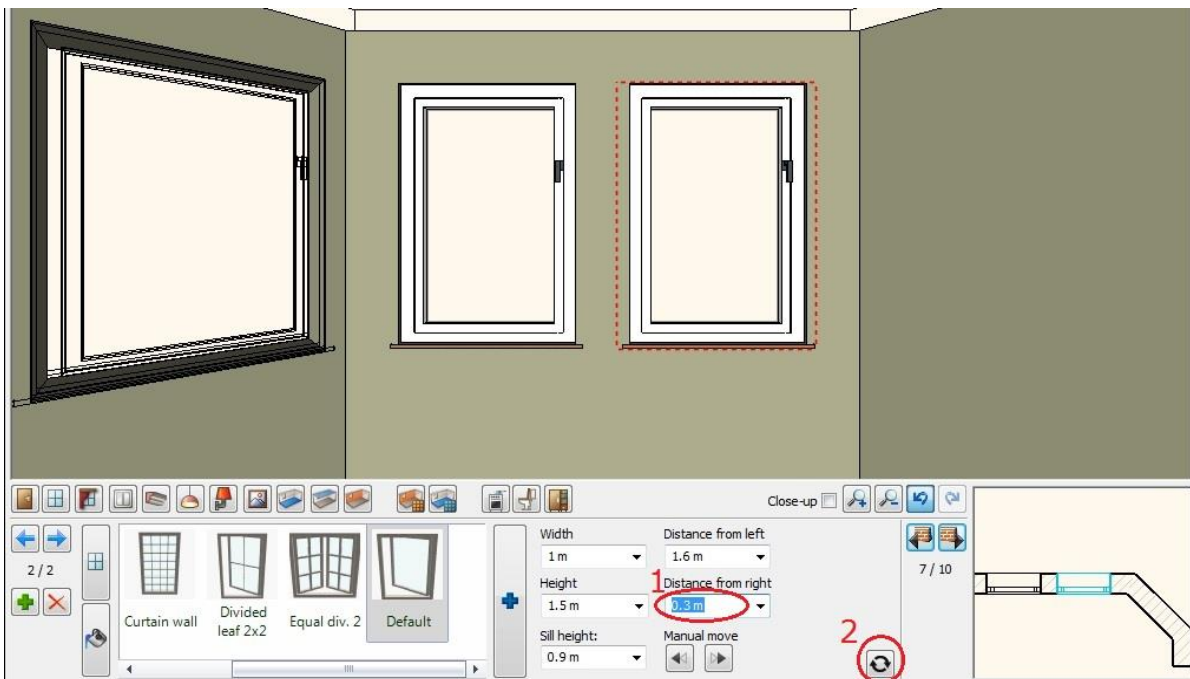 Close-up
2 / 2
Curtain wall
Divided
leaf 2x2
Equal div. 2
Default
Width
1 m
Height
1.5 m
Sill height:
0.9 m
Distance from left
1.6 m
1
Distance from right
0.3 m
Manual move
2
7 / 10